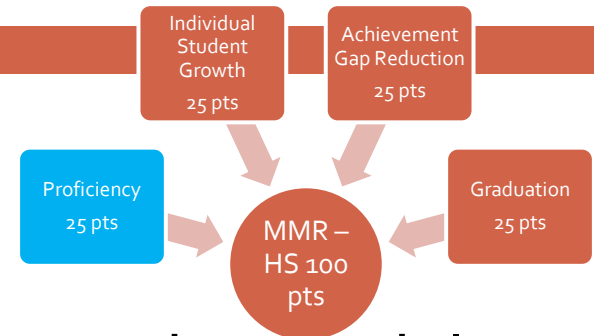 Individual
Student
Growth
25 pts
Achievement
Gap Reduction
25 pts
Proficiency
25 pts
Graduation
25 pts
MMR –
HS 100
pts